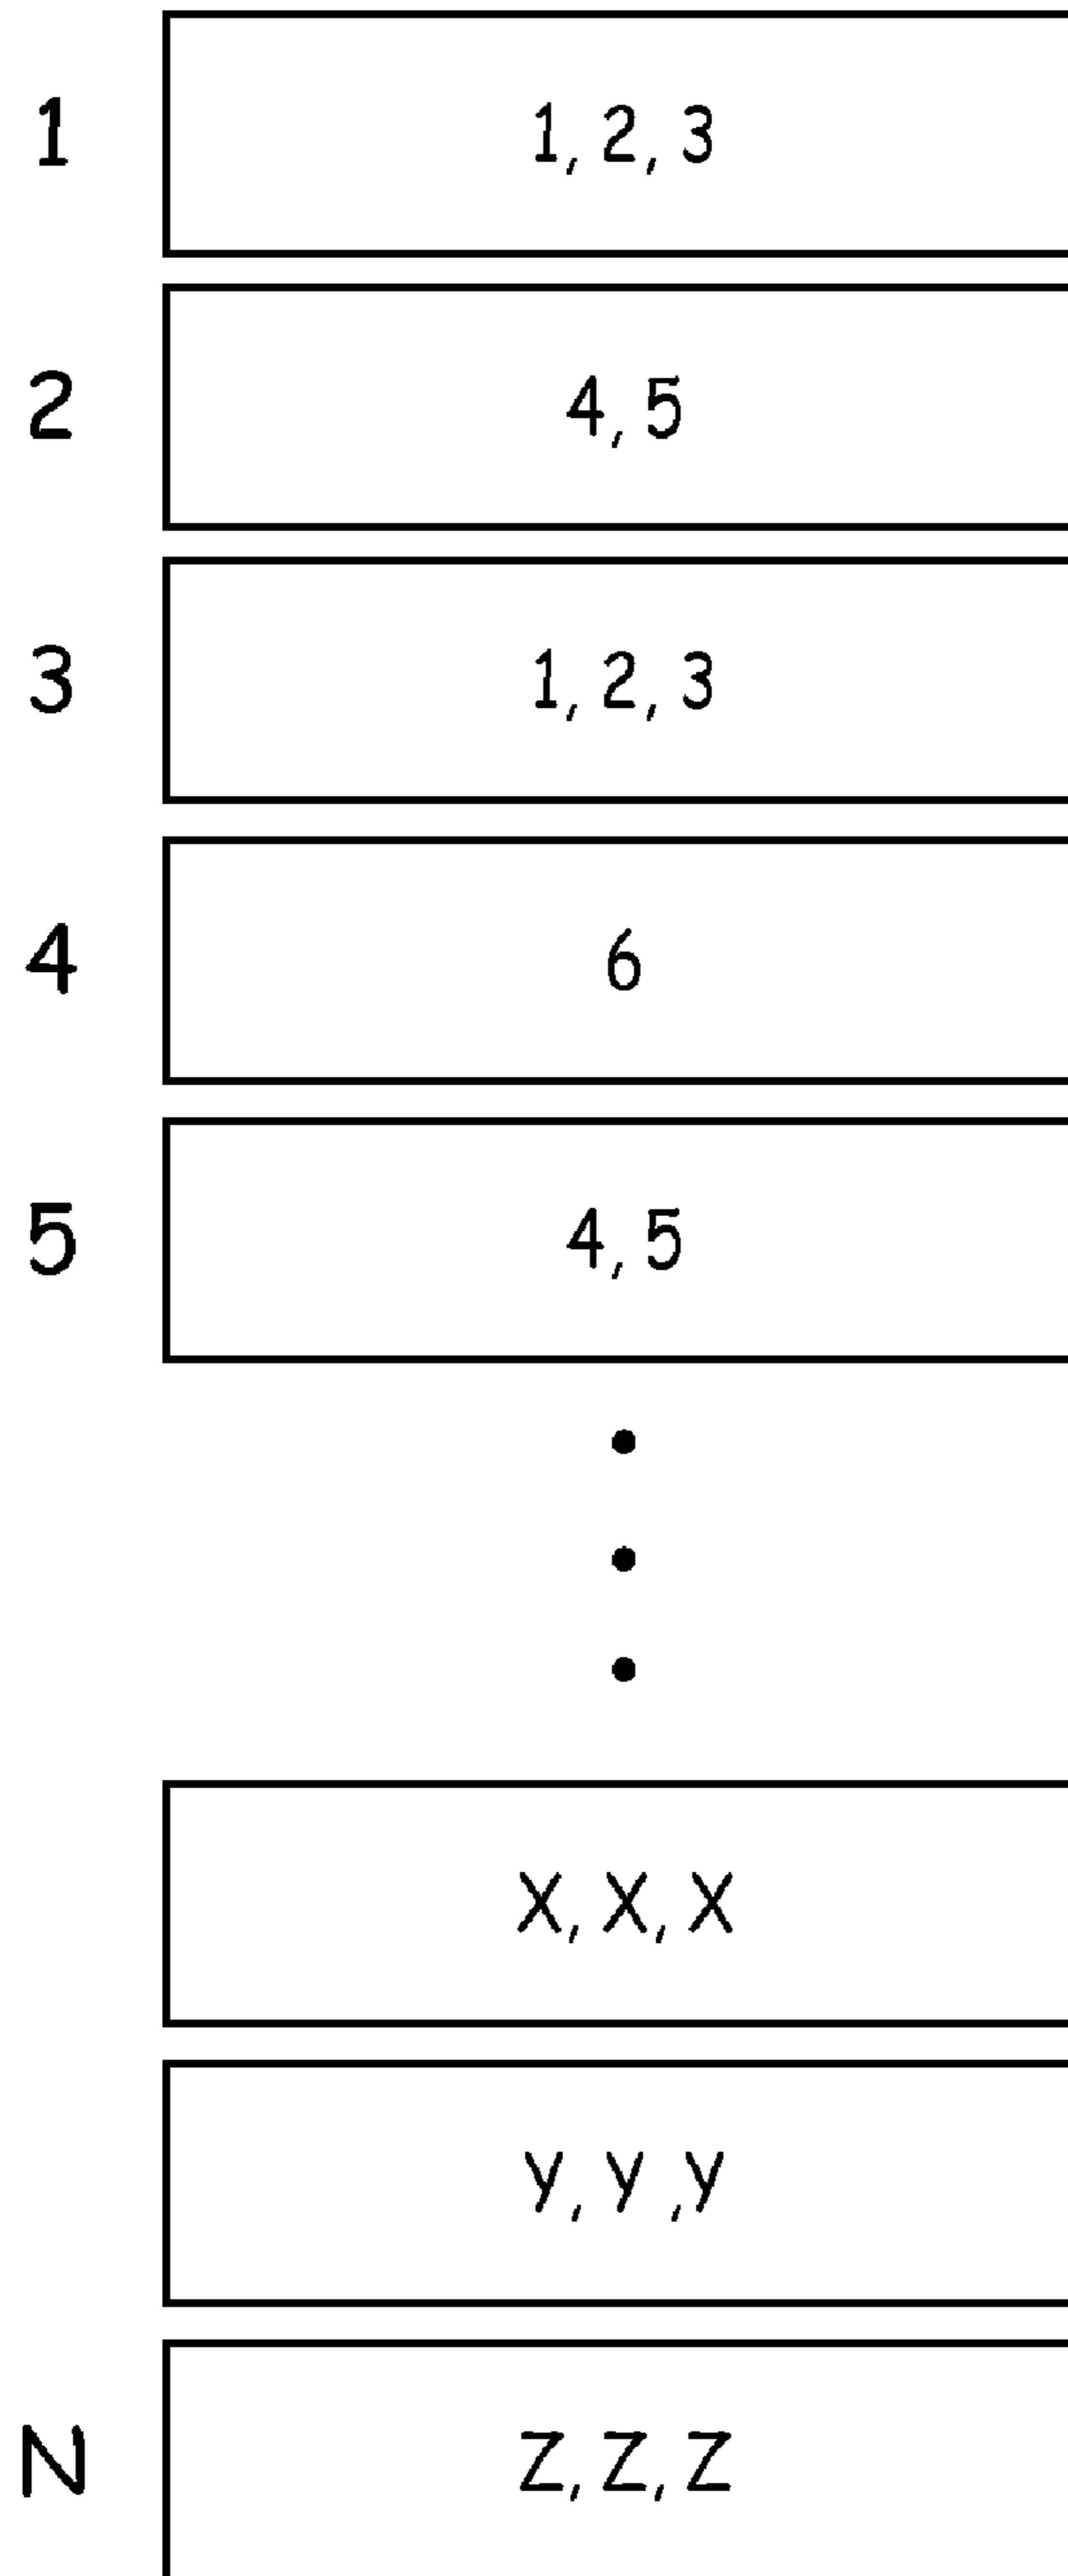 1 1, 2, 3
2 4, 5
3 1, 2, 3
4 6
5 4, 5
X, X, X
y, y ,y
N Z, Z, Z